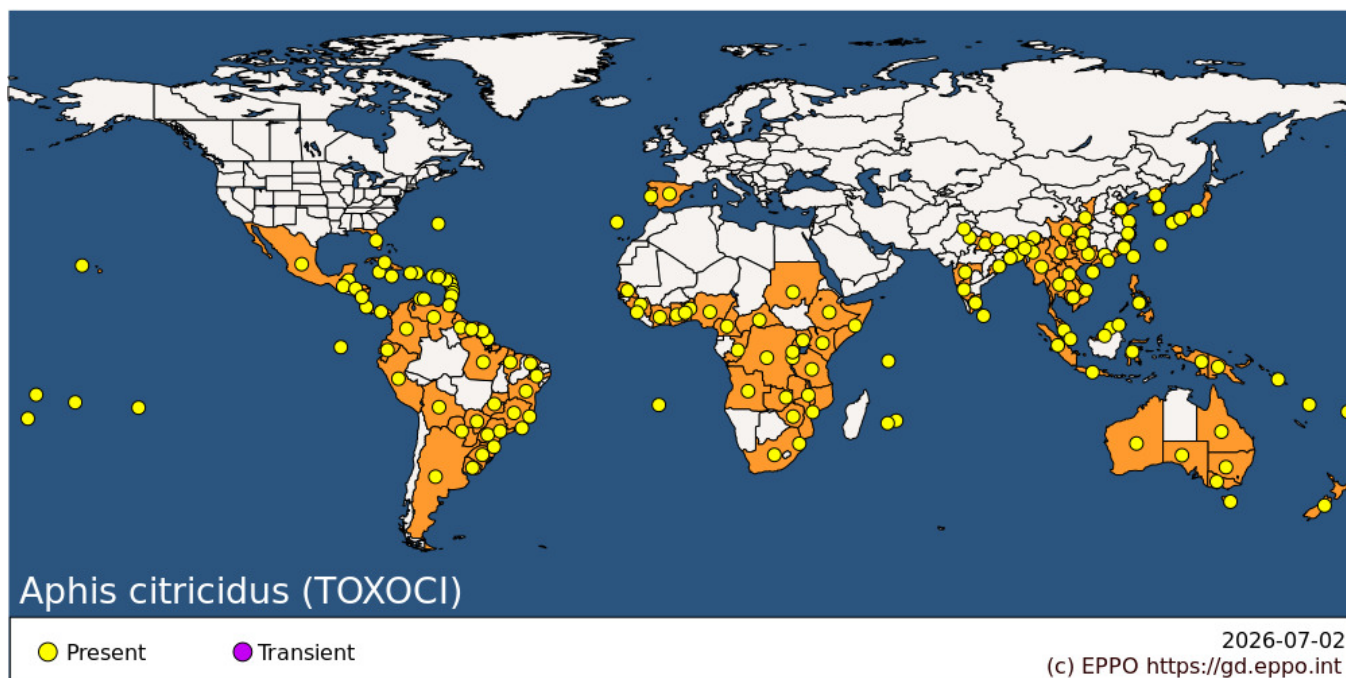 Aphis citricidus (TOXOCI)
Present
Transient
2026-07-02
(c) EPPO https://gd.eppo.int